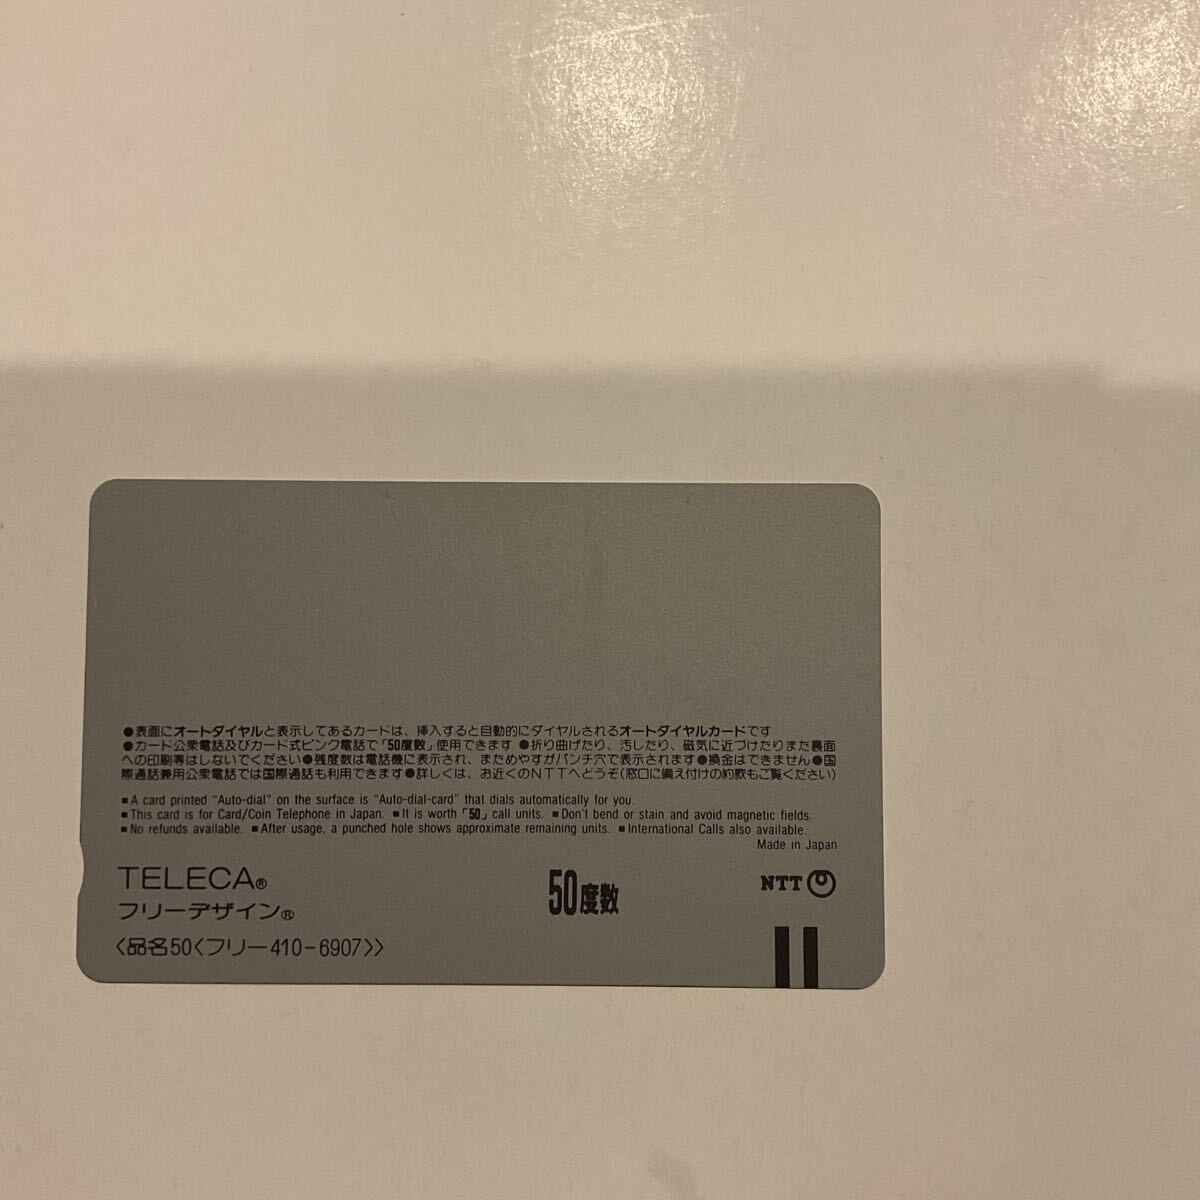 ●表面にオートダイヤルと表示してあるカードは、挿入すると自動的にダイヤルされるオートダイヤルカードです
●カード公衆電話及びカード式ピンク電話で「50度数」使用できます ●折り曲げたり、汚したり、磁気に近づけたりまた裏面
への印刷等はしないでください●残度数は電話機に表示され、まためやすがパンチ穴で表示されます●換金はできません●国
際通話兼用公衆電話では国際通話も利用できます●詳しくは、お近くのNTTへどうぞ(窓口に備え付けの約款もご覧ください)
■A card printed "Auto-dial" on the surface is "Auto-dial-card" that dials automatically for you.
■This card is for Card/Coin Telephone in Japan. ■It is worth「50」call units. ■Don't bend or stain and avoid magnetic fields.
■No refunds available. ■After usage, a punched hole shows approximate remaining units. ■International Calls also available.
Made in Japan
TELECA®
フリーデザイン®
50度数
NTT
〈品名50〈フリー410-6907〉〉